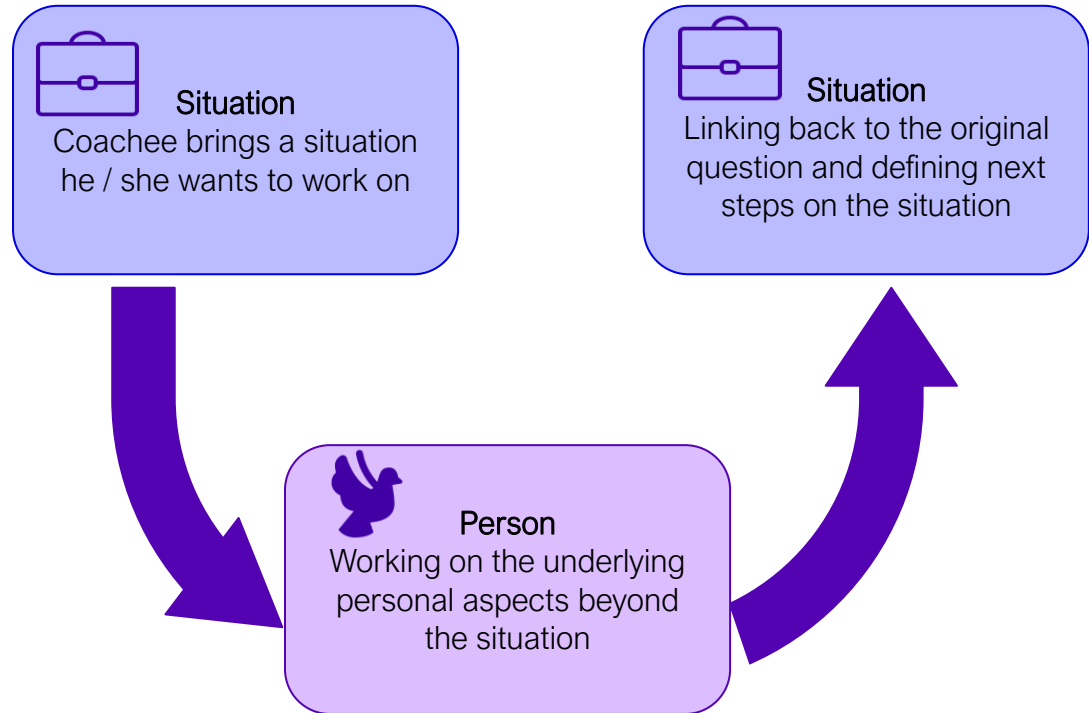 Situation
Coachee brings a situation
he / she wants to work on
Situation
Linking back to the original
question and defining next
steps on the situation
Person
Working on the underlying
personal aspects beyond
the situation